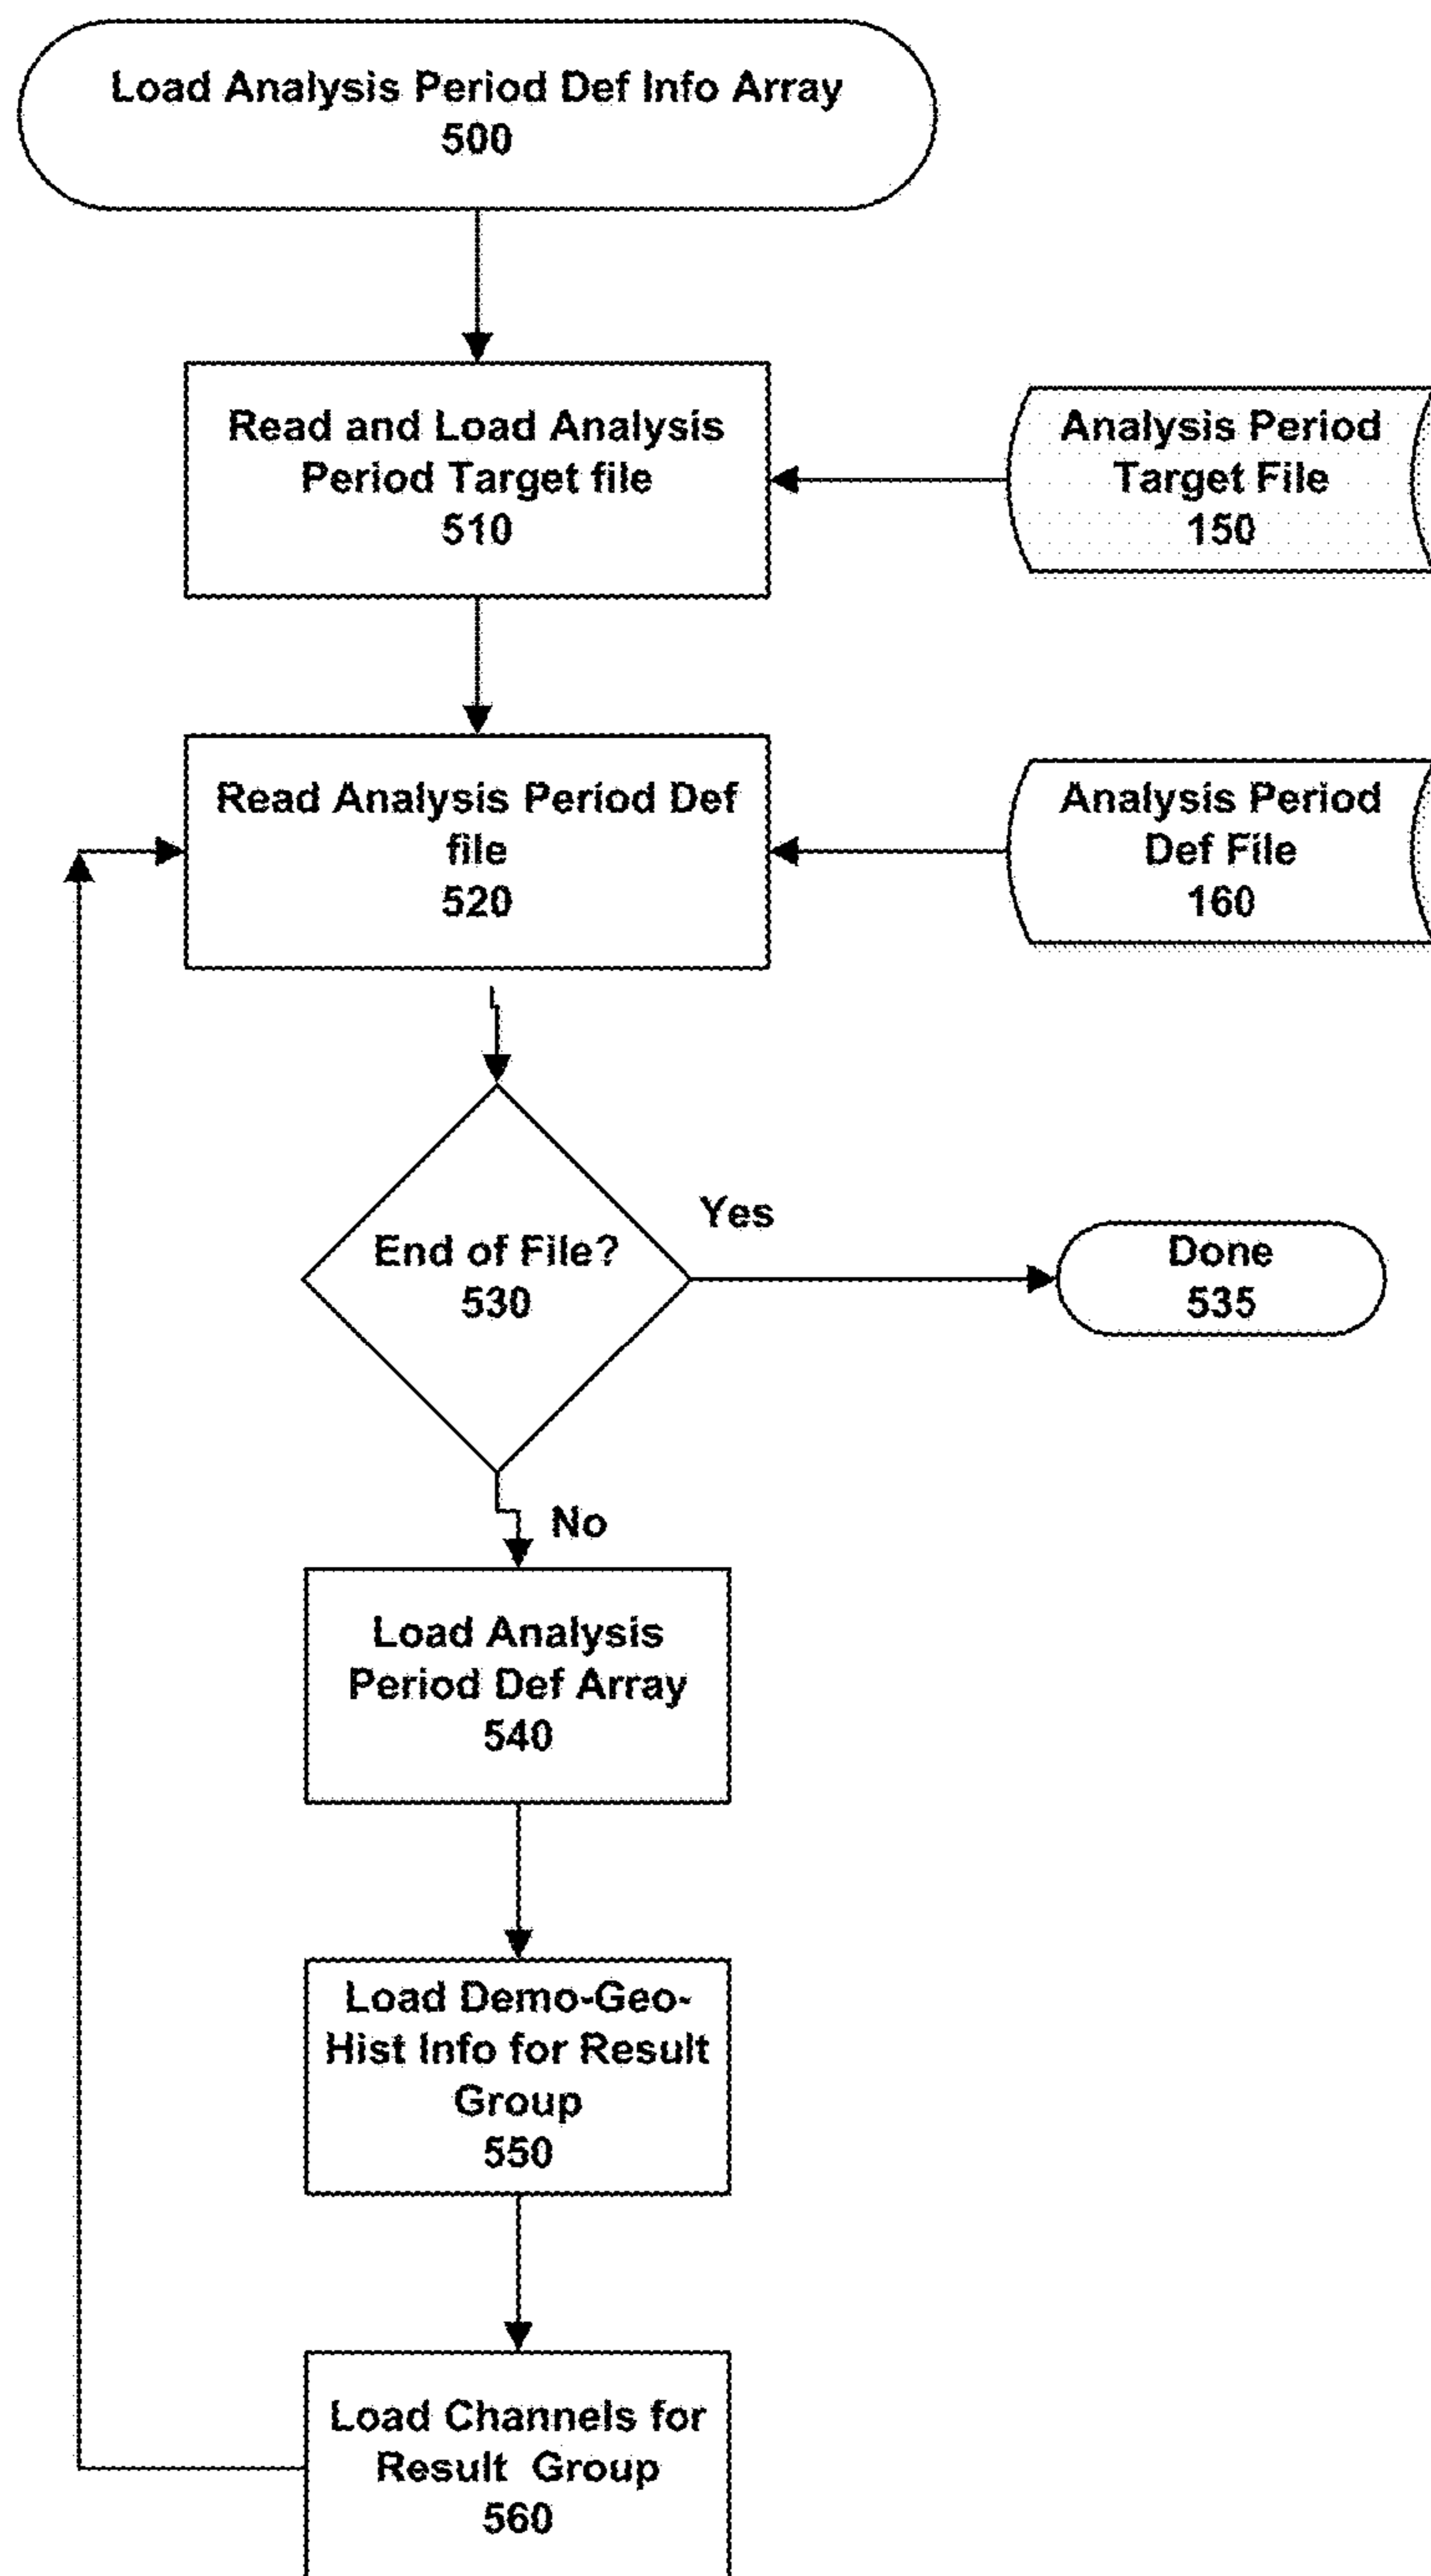 Load Analysis Period Def Info Array
500
Read and Load Analysis
Period Target file
510
Analysis Period
Target File
150
Read Analysis Period Def
file
520
Analysis Period
Def File
160
End of File?
530
Yes
Done
535
No
Load Analysis
Period Def Array
540
Load Demo-Geo-
Hist Info for Result
Group
550
Load Channels for
Result Group
560